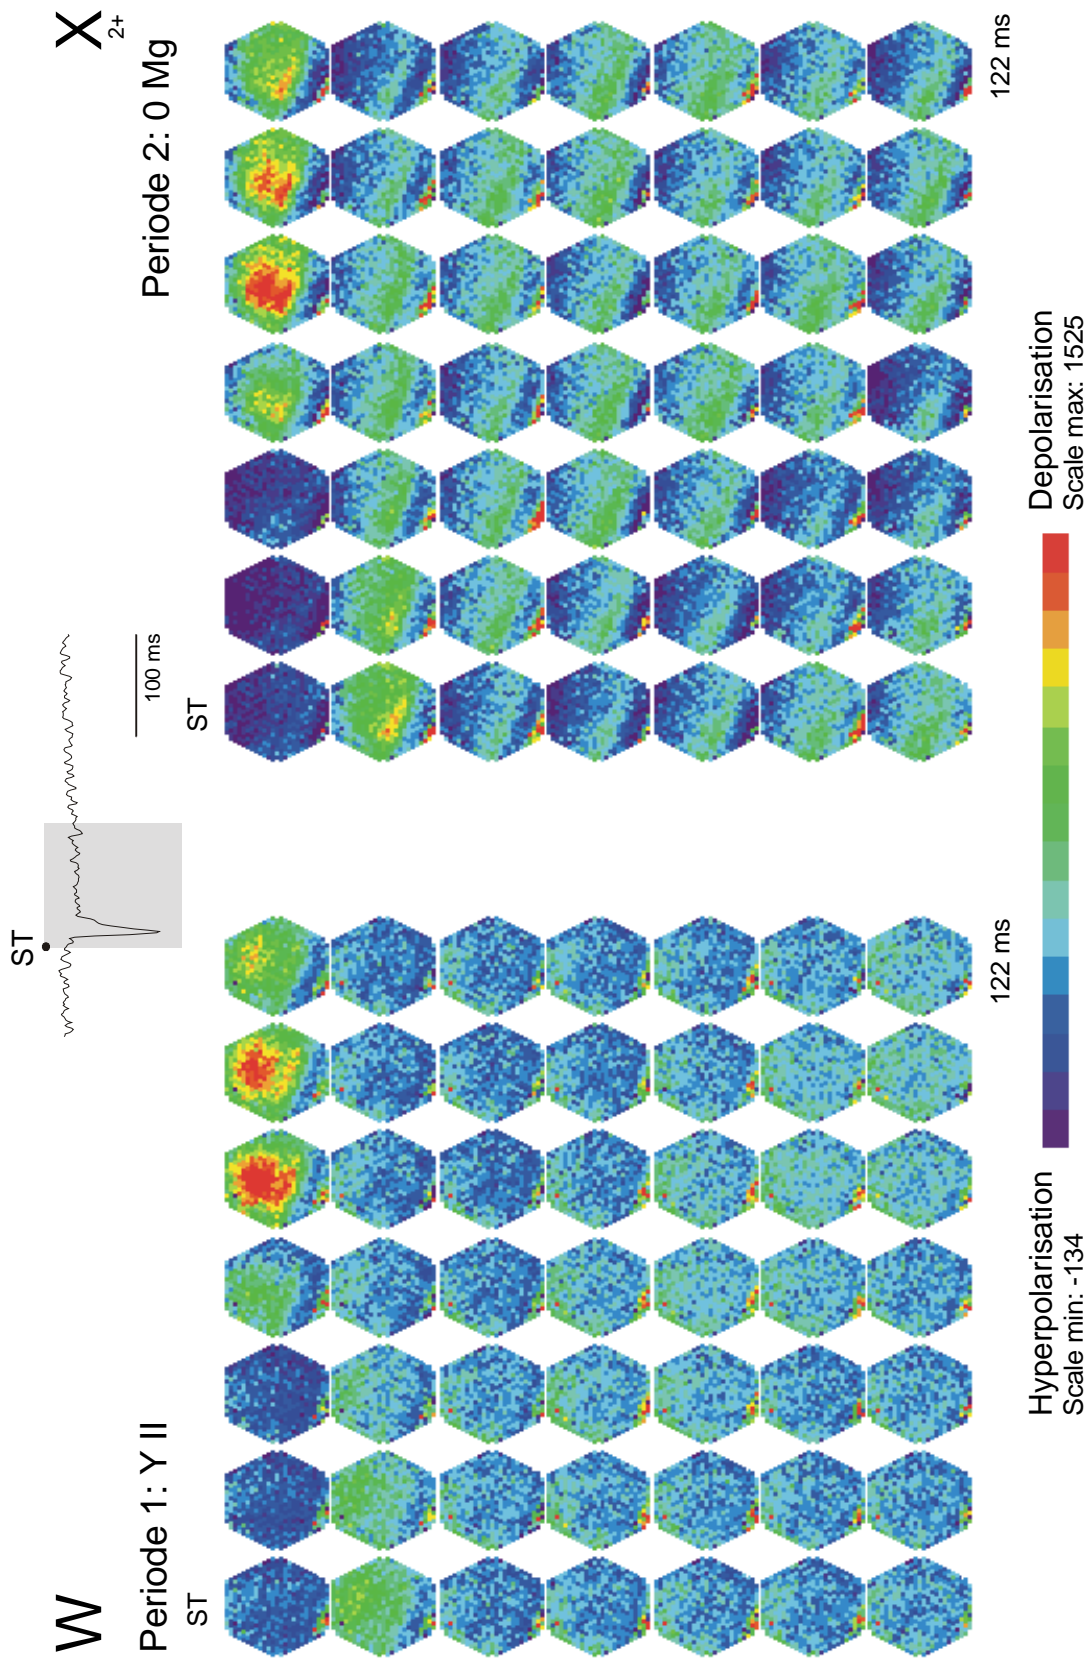 W
X
ST
Periode 1: Y II
100 ms
Periode 2: 0 Mg
2+
ST
ST
122 ms
122 ms
Hyperpolarisation
Scale min: -134
Depolarisation
Scale max: 1525